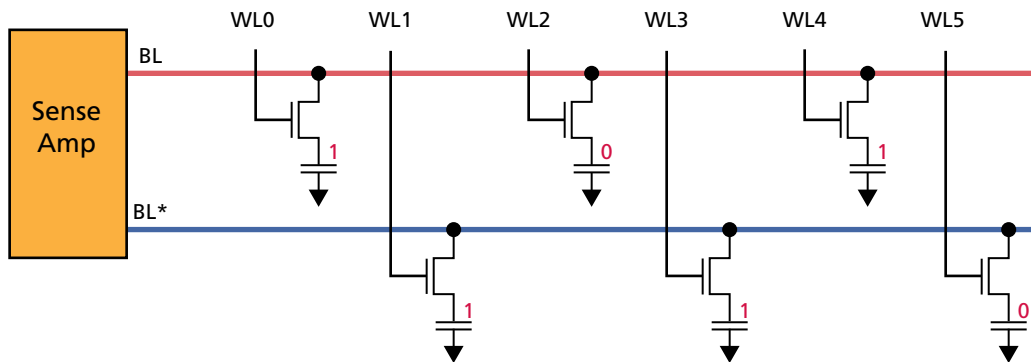 WL0 WL1 WL2 WL3 WL4 WL5
BL
Sense
Amp
1 0 1
BL*
1 1 0